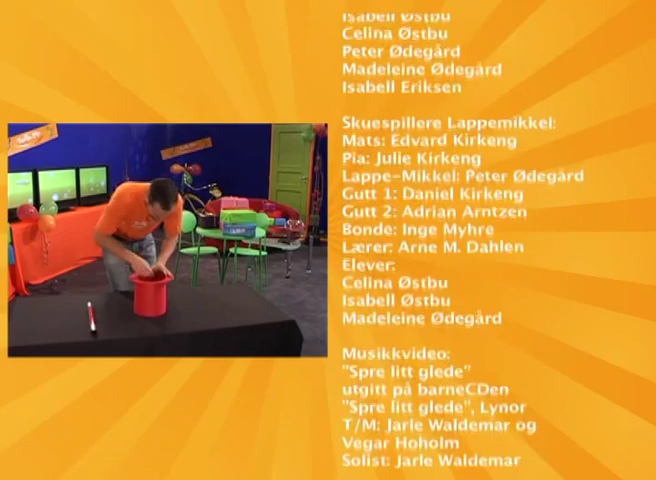 Isabell Østbu
Celina Østbu
Peter Ødegård
Madeleine Ødegård
Isabell Eriksen
Skuespillere Lappemikkel:
Mats: Edvard Kirkeng
Pia: Julie Kirkeng
Lappe-Mikkel: Peter Ødegård
Gutt 1: Daniel Kirkeng
Gutt 2: Adrian Arntzen
Bonde: Inge Myhre
Lærer: Arne M. Dahlen
Elever:
Celina Østbu
Isabell Østbu
Madeleine Ødegård
Musikkvideo:
"Spre litt glede"
utgitt på barneCDen
"Spre litt glede", Lynor
T/M: Jarle Waldemar og
Vegar Hoholm
Solist: Jarle Waldemar